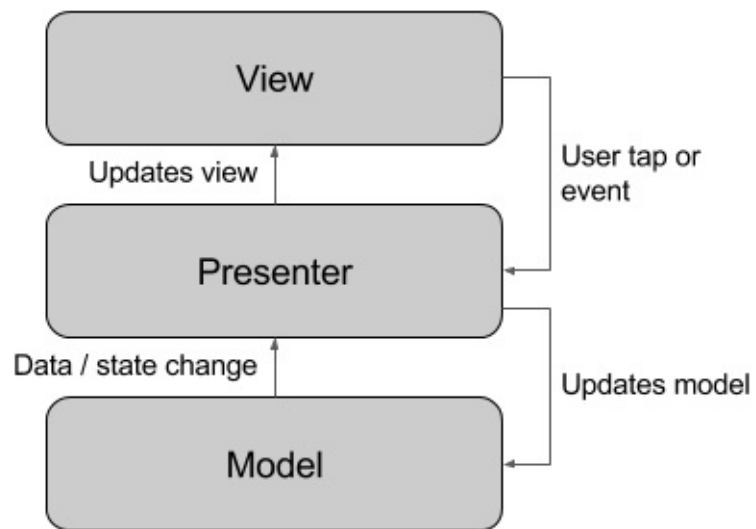 View
Updates view
User tap or
event
Presenter
Data / state change
Updates model
Model